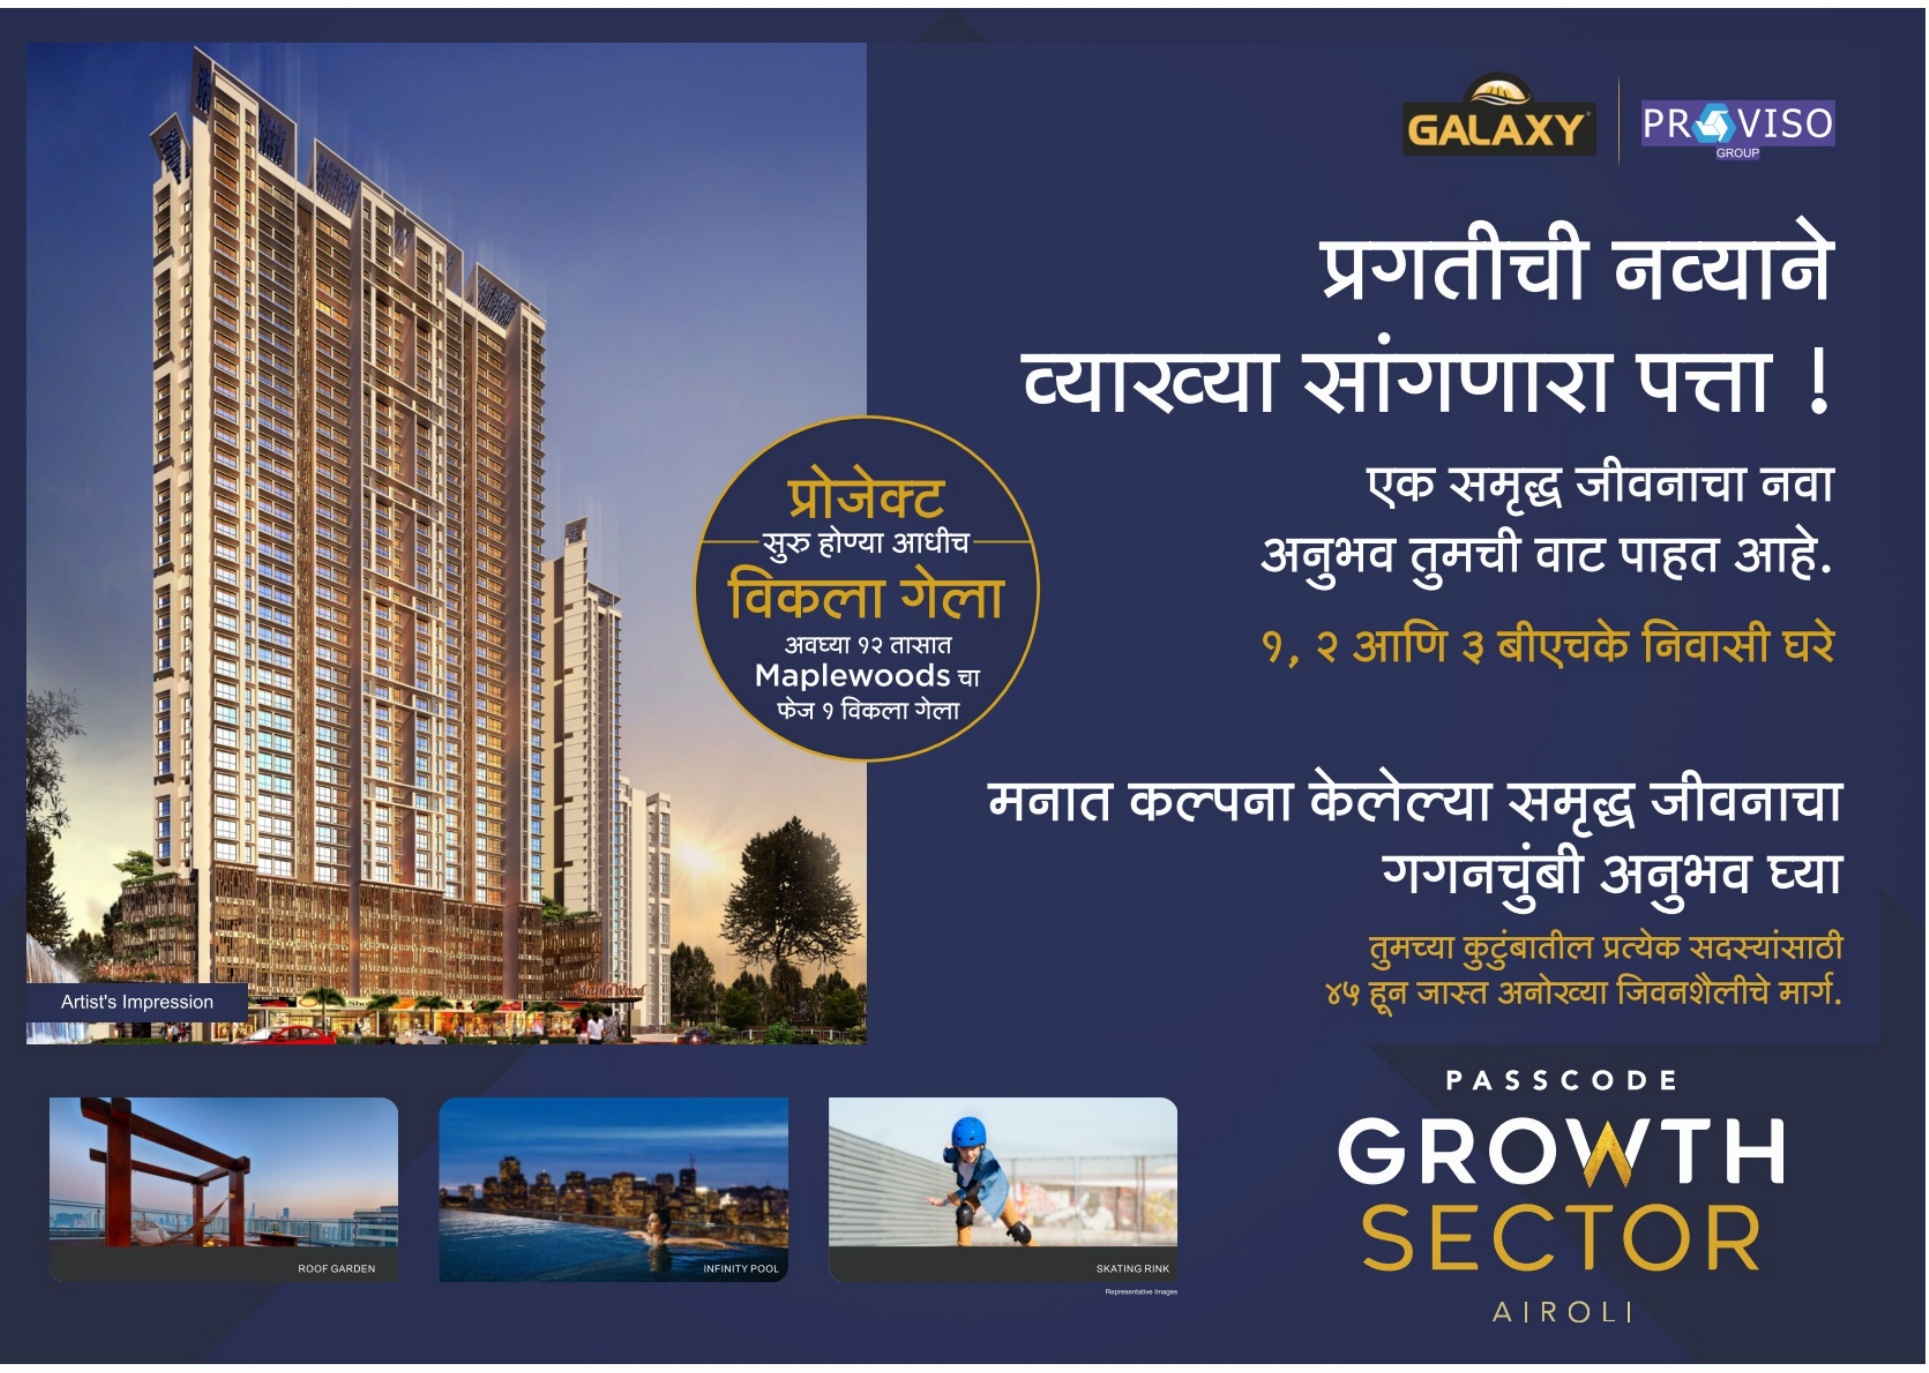 GALAXY
PROVISO
GROUP
प्रगतीची नव्याने
व्याख्या सांगणारा पत्ता !
एक समृद्ध जीवनाचा नवा
अनुभव तुमची वाट पाहत आहे.
१, २ आणि ३ बीएचके निवासी घरे
प्रोजेक्ट
सुरु होण्या आधीच
विकला गेला
अवघ्या १२ तासात
Maplewoods चा
फेज १ विकला गेला
मनात कल्पना केलेल्या समृद्ध जीवनाचा
गगनचुंबी अनुभव घ्या
तुमच्या कुटुंबातील प्रत्येक सदस्यांसाठी
४५ हून जास्त अनोख्या जिवनशैलीचे मार्ग.
Maple Wood
Artist's Impression
ROOF GARDEN
INFINITY POOL
SKATING RINK
Representative Images
PASSCODE
GROWTH
SECTOR
AIROLI